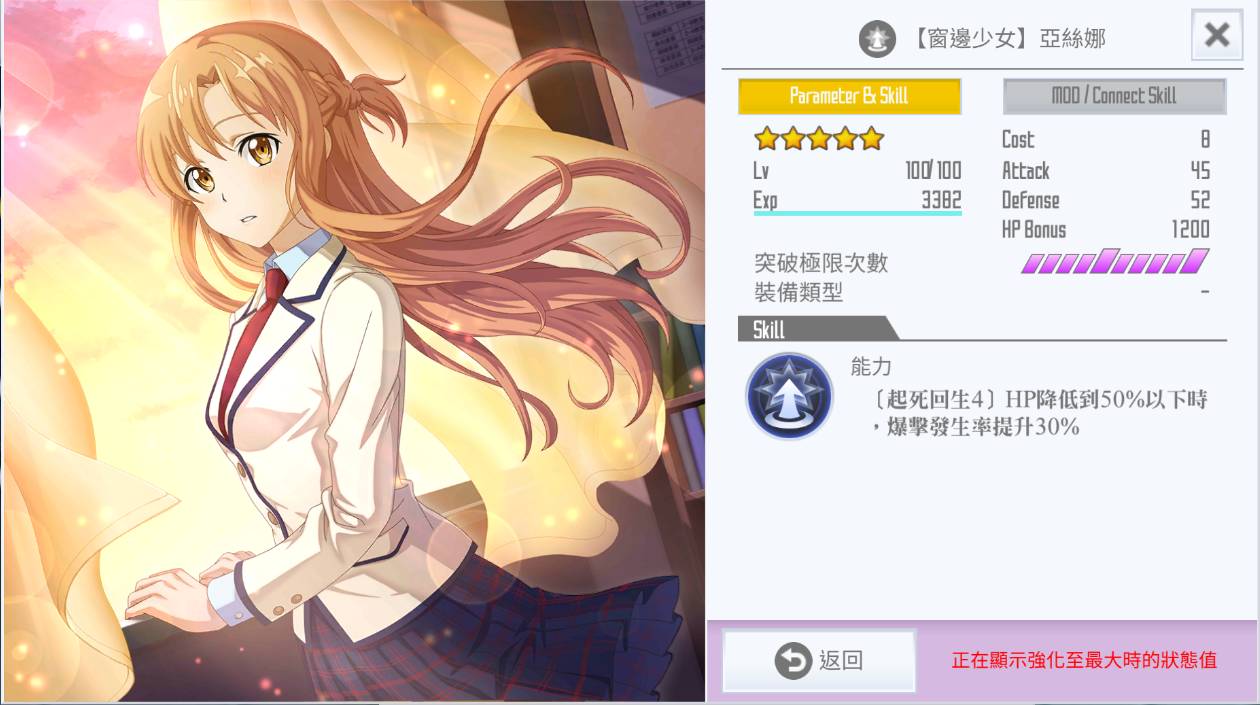 【窗邊少女】亞絲娜
Parameter & Skill
MOD / Connect Skill
Lv 100/100
Exp 3382
Cost 8
Attack 45
Defense 52
HP Bonus 1200
突破極限次數
裝備類型 -
Skill
能力
〔起死回生4〕HP降低到50%以下時
，爆擊發生率提升30%
返回
正在顯示強化至最大時的狀態值